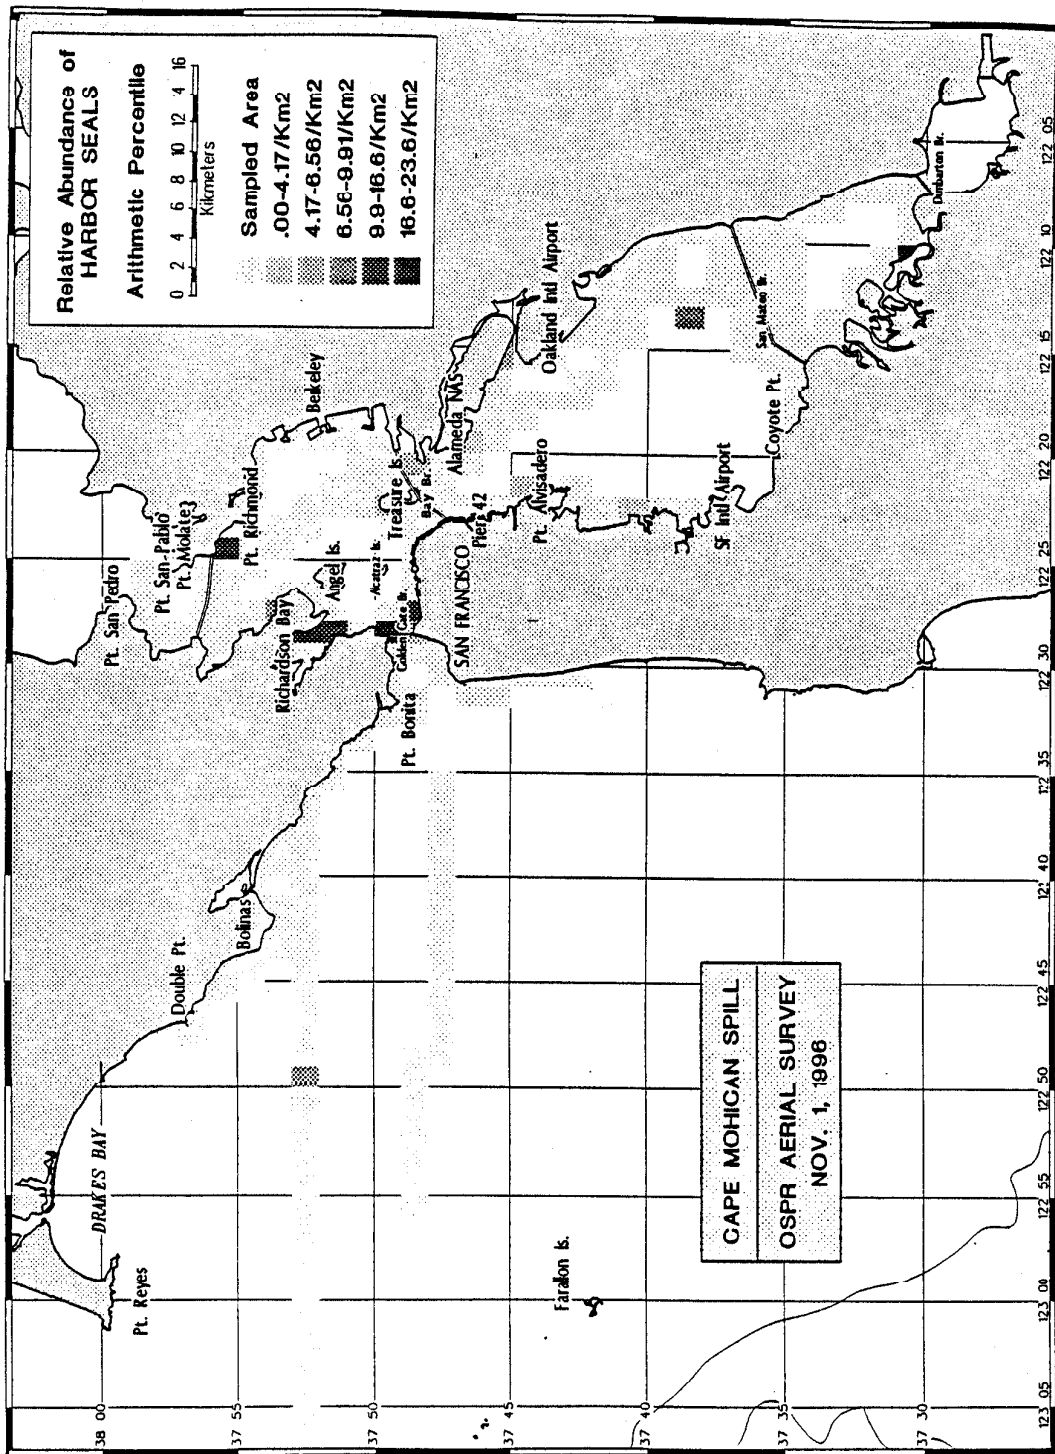 Relative Abundance of
HARBOR SEALS
Arithmetic Percentile
0 2 4 6 8 10 12 14 16
Kilometers
Sampled Area
.00-4.17/Km2
4.17-6.56/Km2
6.56-9.91/Km2
9.9-16.6/Km2
16.6-23.6/Km2
CAPE MOHICAN SPILL
OSPR AERIAL SURVEY
NOV. 1, 1996
Pt. Reyes
DRAKES BAY
Double Pt.
Bolinas
Pt. San Pedro
Pt. San-Pablo
Pt. Molate
Pt. Richmond
Richardson Bay
Angel Is.
Berkeley
Acatraz Is.
Treasure Is.
Golden Gate Br.
Bay Br.
Pt. Bonita
SAN FRANCISCO
Pier 42
Alameda NAS
Pt. Alvisadero
Oakland Intl Airport
Farallon Is.
SF Intl Airport
Coyote Pt.
San Mateo Br.
Dumbarton Br.
38 00
37 55
37 50
37 45
37 40
37 35
37 30
123 05
123 00
122 55
122 50
122 45
122 40
122 35
122 30
122 25
122 20
122 15
122 10
122 05